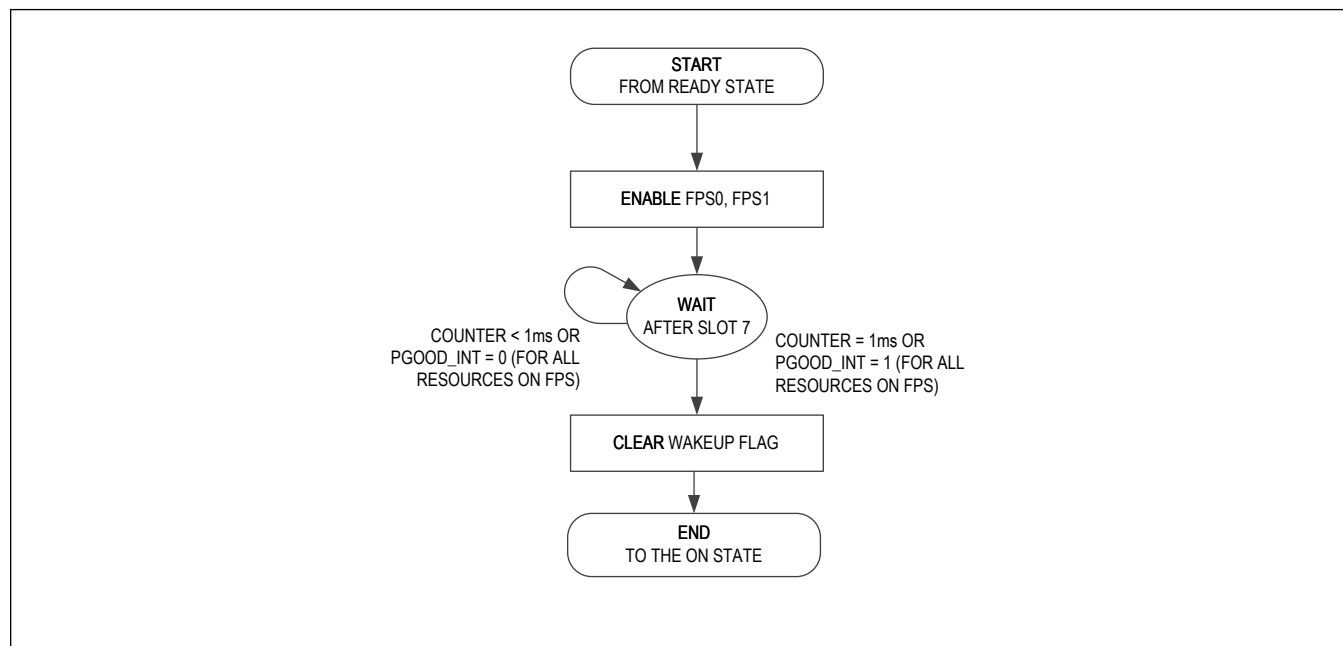 START
FROM READY STATE
ENABLE FPS0, FPS1
WAIT
AFTER SLOT 7
COUNTER < 1ms OR
PGOOD_INT = 0 (FOR ALL
RESOURCES ON FPS)
COUNTER = 1ms OR
PGOOD_INT = 1 (FOR ALL
RESOURCES ON FPS)
CLEAR WAKEUP FLAG
END
TO THE ON STATE